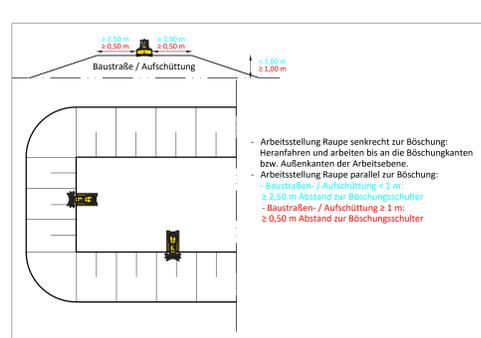 ≥ 2,50 m ≥ 2,50 m
≥ 0,50 m ≥ 0,50 m
< 1,00 m
≥ 1,00 m
Baustraße / Aufschüttung
- Arbeitsstellung Raupe senkrecht zur Böschung:
Heranfahren und arbeiten bis an die Böschungkanten
bzw. Außenkanten der Arbeitsebene.
- Arbeitsstellung Raupe parallel zur Böschung:
- Baustraßen- / Aufschüttung < 1 m:
≥ 2,50 m Abstand zur Böschungsschulter
- Baustraßen- / Aufschüttung ≥ 1 m:
≥ 0,50 m Abstand zur Böschungsschulter